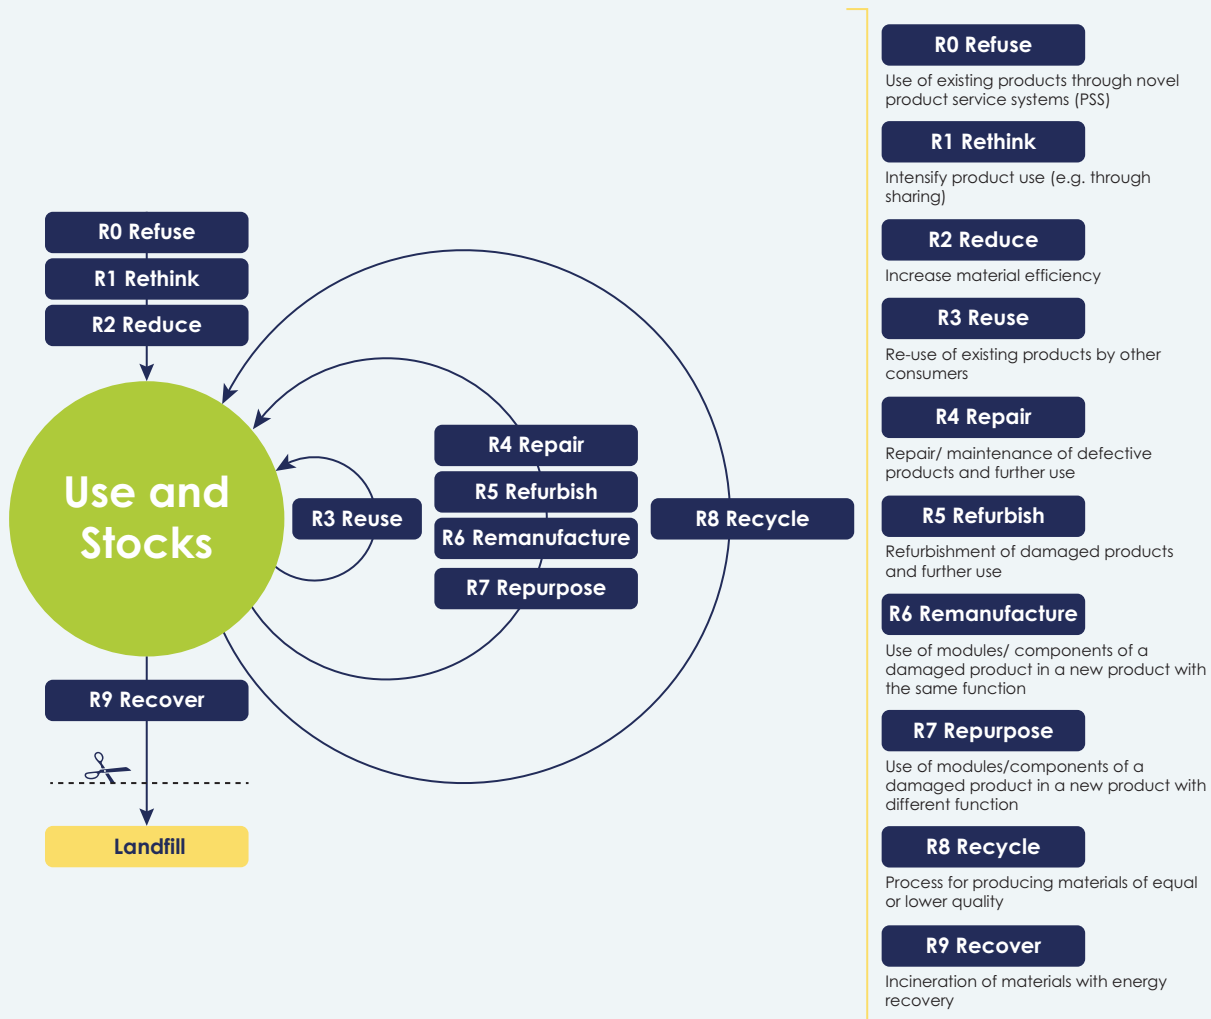 R0 Refuse
R1 Rethink
R2 Reduce
Use and
Stocks
R3 Reuse
R4 Repair
R5 Refurbish
R6 Remanufacture
R7 Repurpose
R8 Recycle
R9 Recover
Landfill
R0 Refuse
Use of existing products through novel
product service systems (PSS)
R1 Rethink
Intensify product use (e.g. through
sharing)
R2 Reduce
Increase material efficiency
R3 Reuse
Re-use of existing products by other
consumers
R4 Repair
Repair/ maintenance of defective
products and further use
R5 Refurbish
Refurbishment of damaged products
and further use
R6 Remanufacture
Use of modules/ components of a
damaged product in a new product with
the same function
R7 Repurpose
Use of modules/components of a
damaged product in a new product with
different function
R8 Recycle
Process for producing materials of equal
or lower quality
R9 Recover
Incineration of materials with energy
recovery